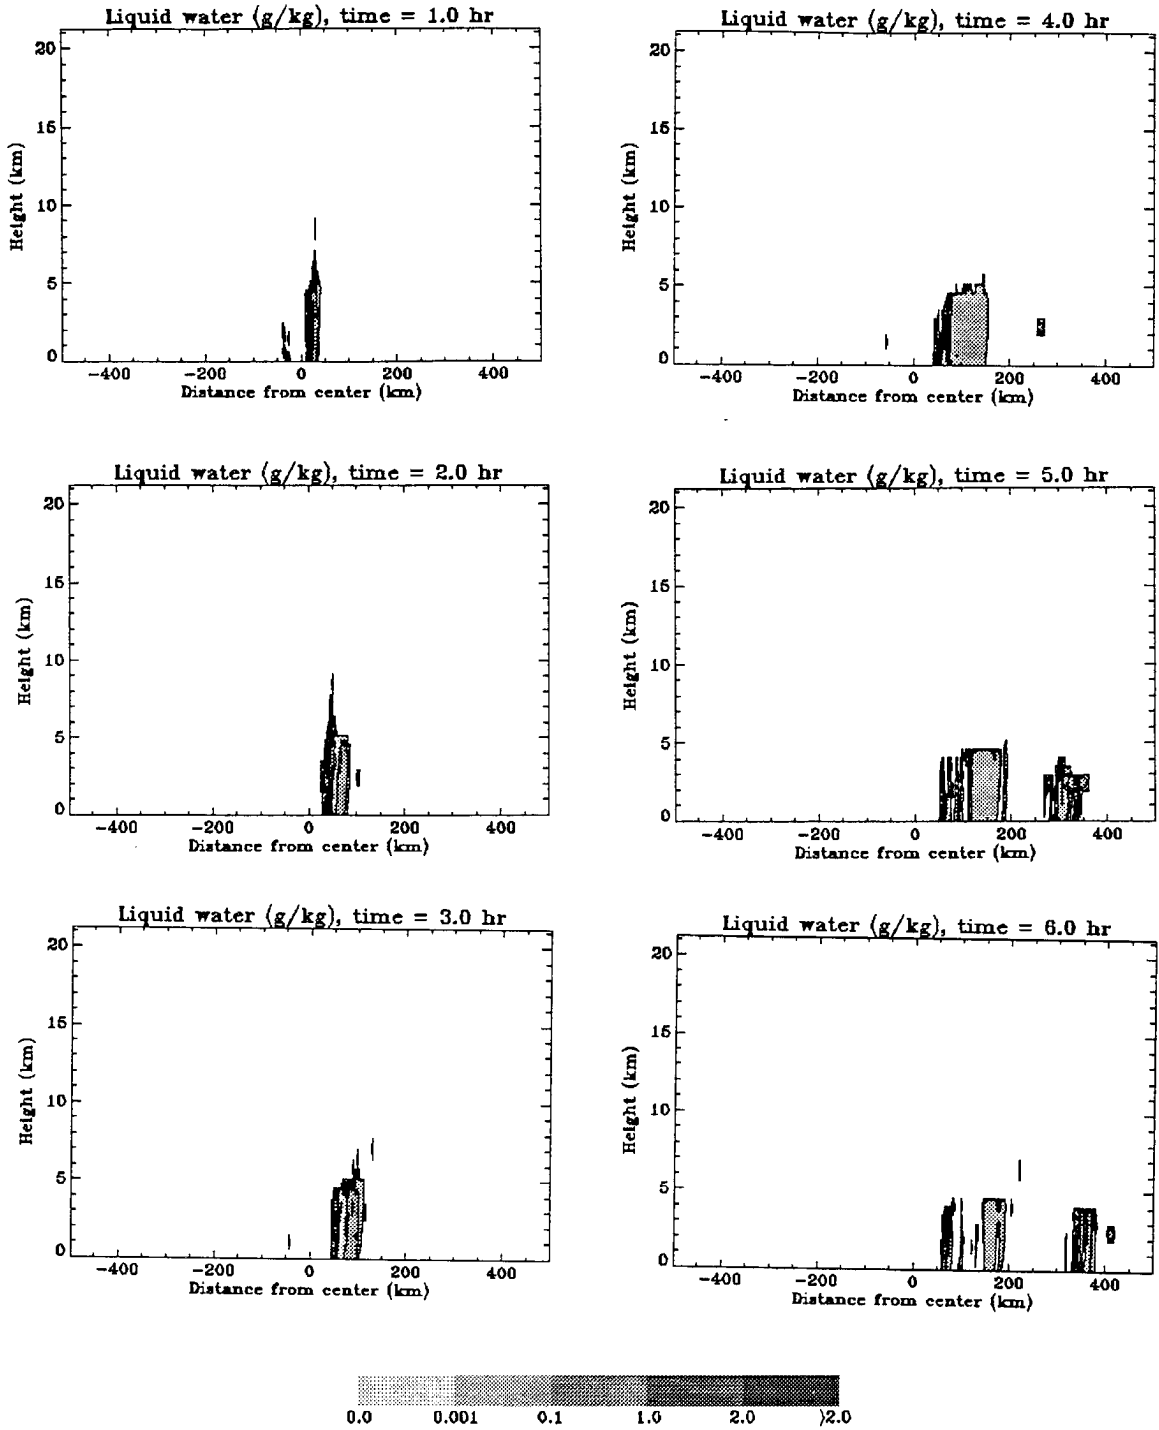 Liquid water (g/kg), time = 1.0 hr
20
15
10
5
0
Height (km)
-400 -200 0 200 400
Distance from center (km)
Liquid water (g/kg), time = 4.0 hr
20
15
10
5
0
Height (km)
-400 -200 0 200 400
Distance from center (km)
Liquid water (g/kg), time = 2.0 hr
20
15
10
5
0
Height (km)
-400 -200 0 200 400
Distance from center (km)
Liquid water (g/kg), time = 5.0 hr
20
15
10
5
0
Height (km)
-400 -200 0 200 400
Distance from center (km)
Liquid water (g/kg), time = 3.0 hr
20
15
10
5
0
Height (km)
-400 -200 0 200 400
Distance from center (km)
Liquid water (g/kg), time = 6.0 hr
20
15
10
5
0
Height (km)
-400 -200 0 200 400
Distance from center (km)
0.0 0.001 0.1 1.0 2.0 >2.0